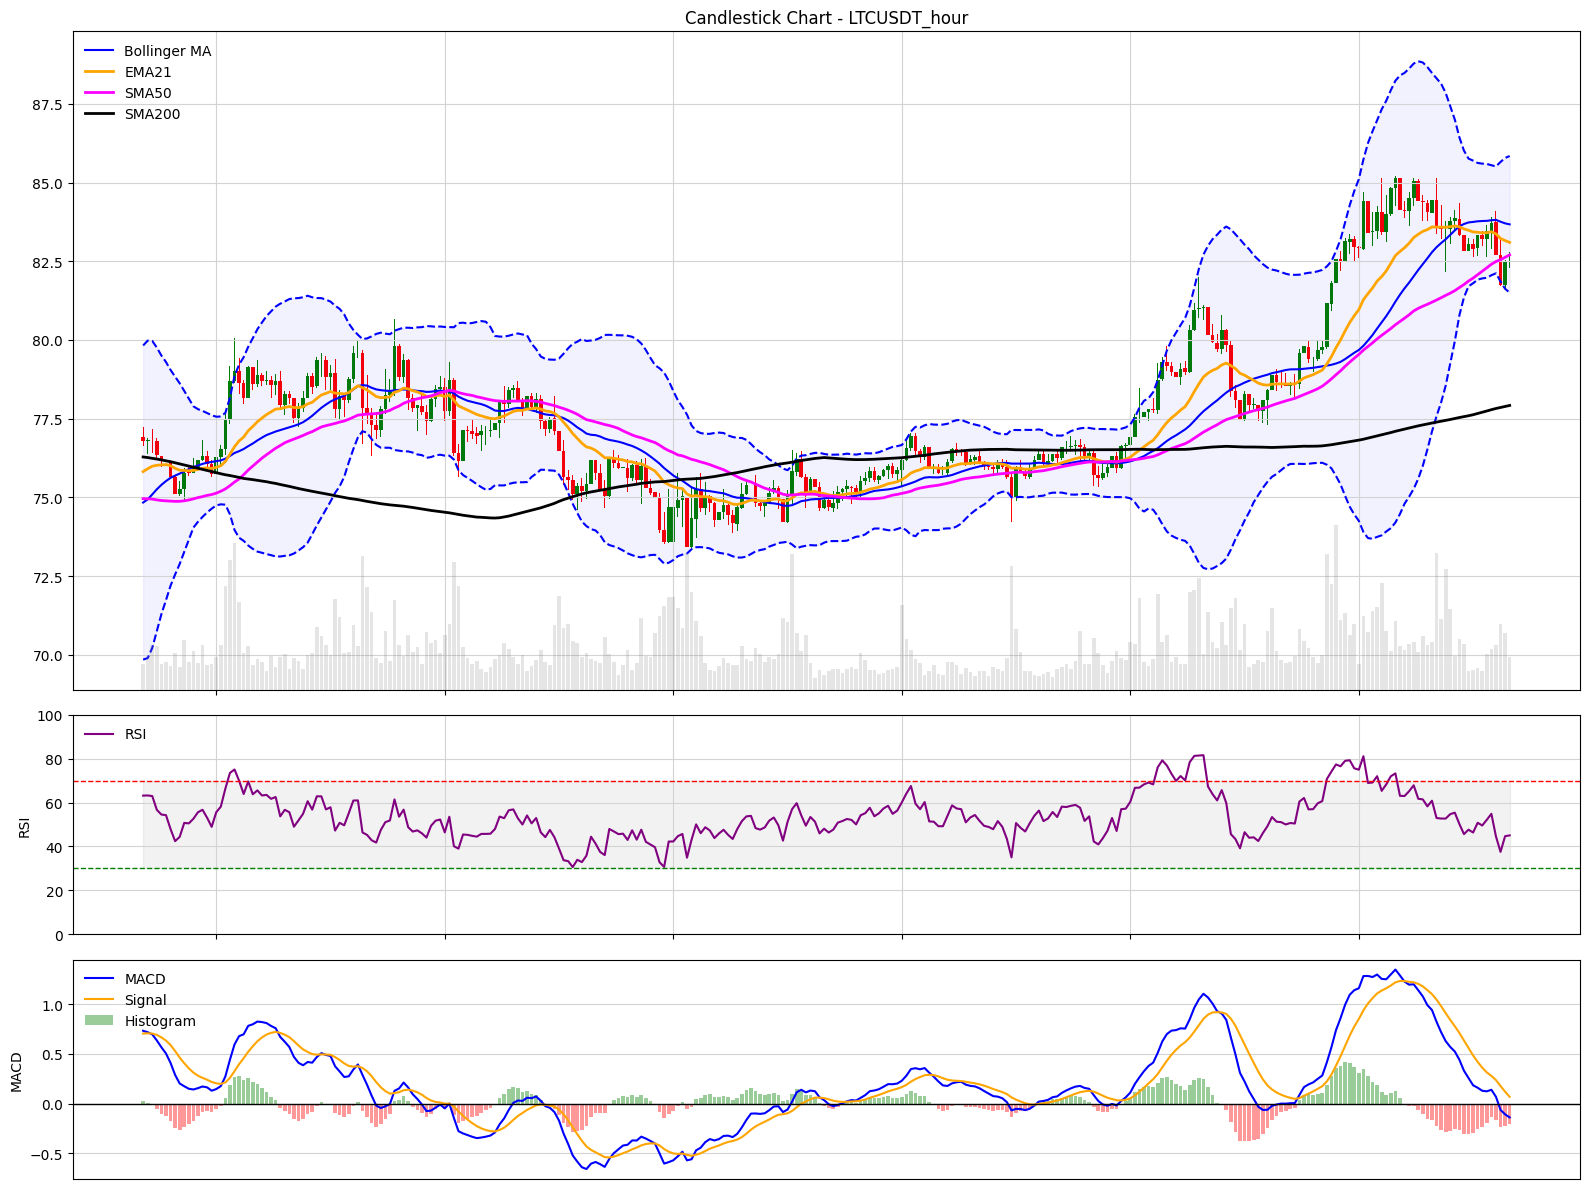 Candlestick Chart - LTCUSDT_hour
Bollinger MA
EMA21
SMA50
SMA200
87.5
85.0
82.5
80.0
77.5
75.0
72.5
70.0
RSI
100
80
60
40
20
0
RSI
MACD
Signal
Histogram
1.0
0.5
0.0
−0.5
MACD